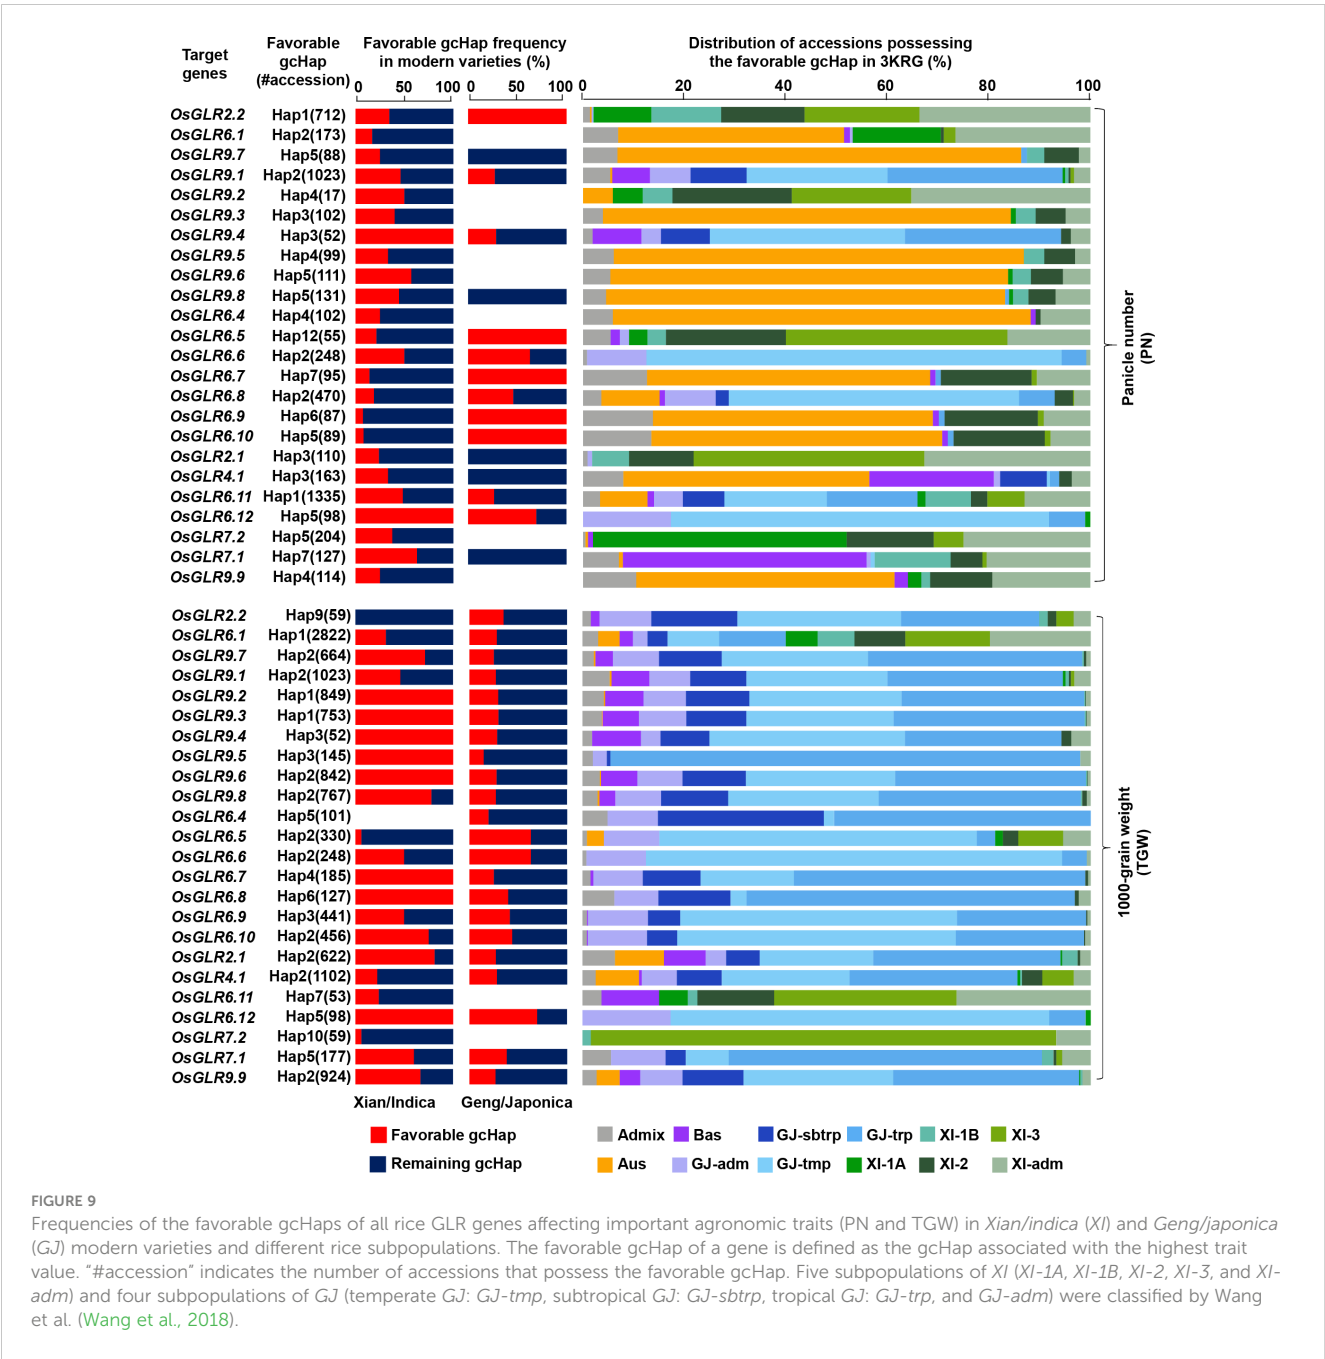 Target genes
Favorable gcHap (#accession)
Favorable gcHap frequency in modern varieties (%)
Distribution of accessions possessing the favorable gcHap in 3KRG (%)
0 50 100 0 50 100 0 20 40 60 80 100
OsGLR2.2 Hap1(712)
OsGLR6.1 Hap2(173)
OsGLR9.7 Hap5(88)
OsGLR9.1 Hap2(1023)
OsGLR9.2 Hap4(17)
OsGLR9.3 Hap3(102)
OsGLR9.4 Hap3(52)
OsGLR9.5 Hap4(99)
OsGLR9.6 Hap5(111)
OsGLR9.8 Hap5(131)
OsGLR6.4 Hap4(102)
OsGLR6.5 Hap12(55)
OsGLR6.6 Hap2(248)
OsGLR6.7 Hap7(95)
OsGLR6.8 Hap2(470)
OsGLR6.9 Hap6(87)
OsGLR6.10 Hap5(89)
OsGLR2.1 Hap3(110)
OsGLR4.1 Hap3(163)
OsGLR6.11 Hap1(1335)
OsGLR6.12 Hap5(98)
OsGLR7.2 Hap5(204)
OsGLR7.1 Hap7(127)
OsGLR9.9 Hap4(114)
Panicle number
(PN)
OsGLR2.2 Hap9(59)
OsGLR6.1 Hap1(2822)
OsGLR9.7 Hap2(664)
OsGLR9.1 Hap2(1023)
OsGLR9.2 Hap1(849)
OsGLR9.3 Hap1(753)
OsGLR9.4 Hap3(52)
OsGLR9.5 Hap3(145)
OsGLR9.6 Hap2(842)
OsGLR9.8 Hap2(767)
OsGLR6.4 Hap5(101)
OsGLR6.5 Hap2(330)
OsGLR6.6 Hap2(248)
OsGLR6.7 Hap4(185)
OsGLR6.8 Hap6(127)
OsGLR6.9 Hap3(441)
OsGLR6.10 Hap2(456)
OsGLR2.1 Hap2(622)
OsGLR4.1 Hap2(1102)
OsGLR6.11 Hap7(53)
OsGLR6.12 Hap5(98)
OsGLR7.2 Hap10(59)
OsGLR7.1 Hap5(177)
OsGLR9.9 Hap2(924)
1000-grain weight
(TGW)
Xian/Indica Geng/Japonica
Favorable gcHap
Remaining gcHap
Admix Bas GJ-sbtrp GJ-trp XI-1B XI-3
Aus GJ-adm GJ-tmp XI-1A XI-2 XI-adm
FIGURE 9
Frequencies of the favorable gcHaps of all rice GLR genes affecting important agronomic traits (PN and TGW) in Xian/indica (XI) and Geng/japonica
(GJ) modern varieties and different rice subpopulations. The favorable gcHap of a gene is defined as the gcHap associated with the highest trait
value. “#accession” indicates the number of accessions that possess the favorable gcHap. Five subpopulations of XI (XI-1A, XI-1B, XI-2, XI-3, and XI-
adm) and four subpopulations of GJ (temperate GJ: GJ-tmp, subtropical GJ: GJ-sbtrp, tropical GJ: GJ-trp, and GJ-adm) were classified by Wang
et al. (Wang et al., 2018).